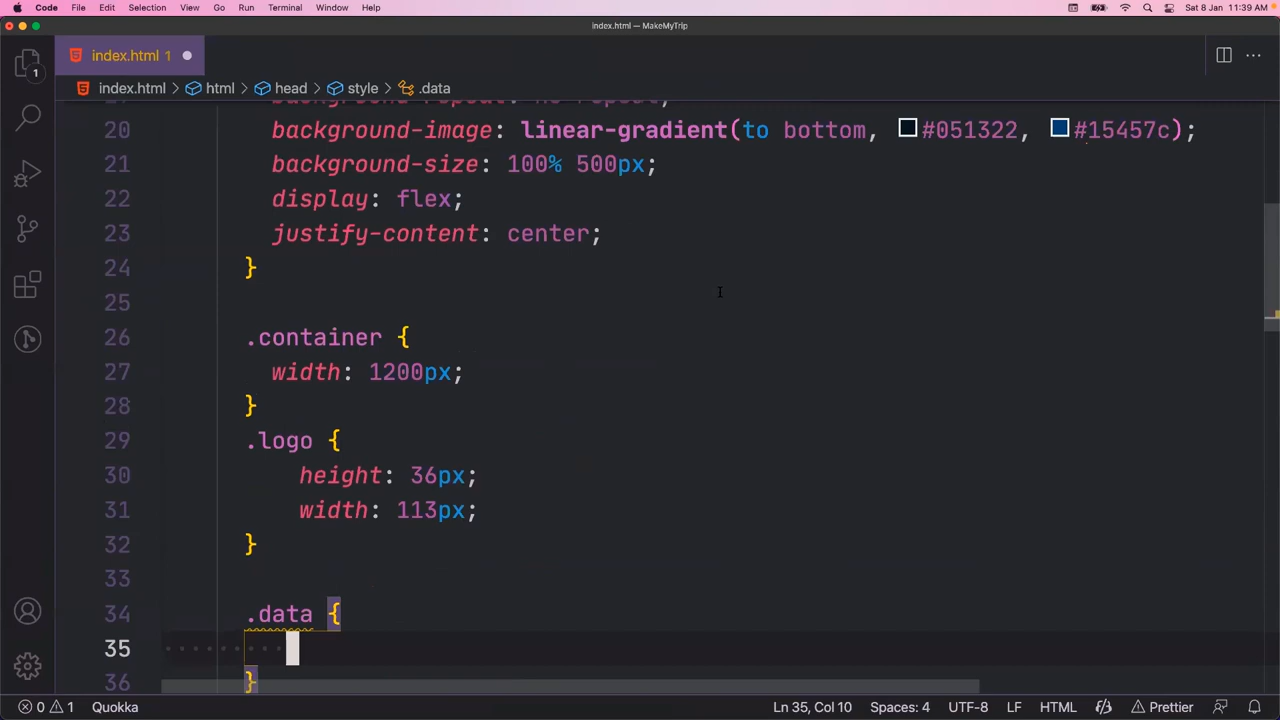 Code File Edit Selection View Go Run Terminal Window Help Sat 8 Jan 11:39 AM
index.html — MakeMyTrip
index.html 1
index.html > html > head > style > .data
1
20 background-image: linear-gradient(to bottom, #051322, #15457c);
21 background-size: 100% 500px;
22 display: flex;
23 justify-content: center;
24 }
25
26 .container {
27 width: 1200px;
28 }
29 .logo {
30 height: 36px;
31 width: 113px;
32 }
33
34 .data {
35
36 }
0 1 Quokka Ln 35, Col 10 Spaces: 4 UTF-8 LF HTML Prettier